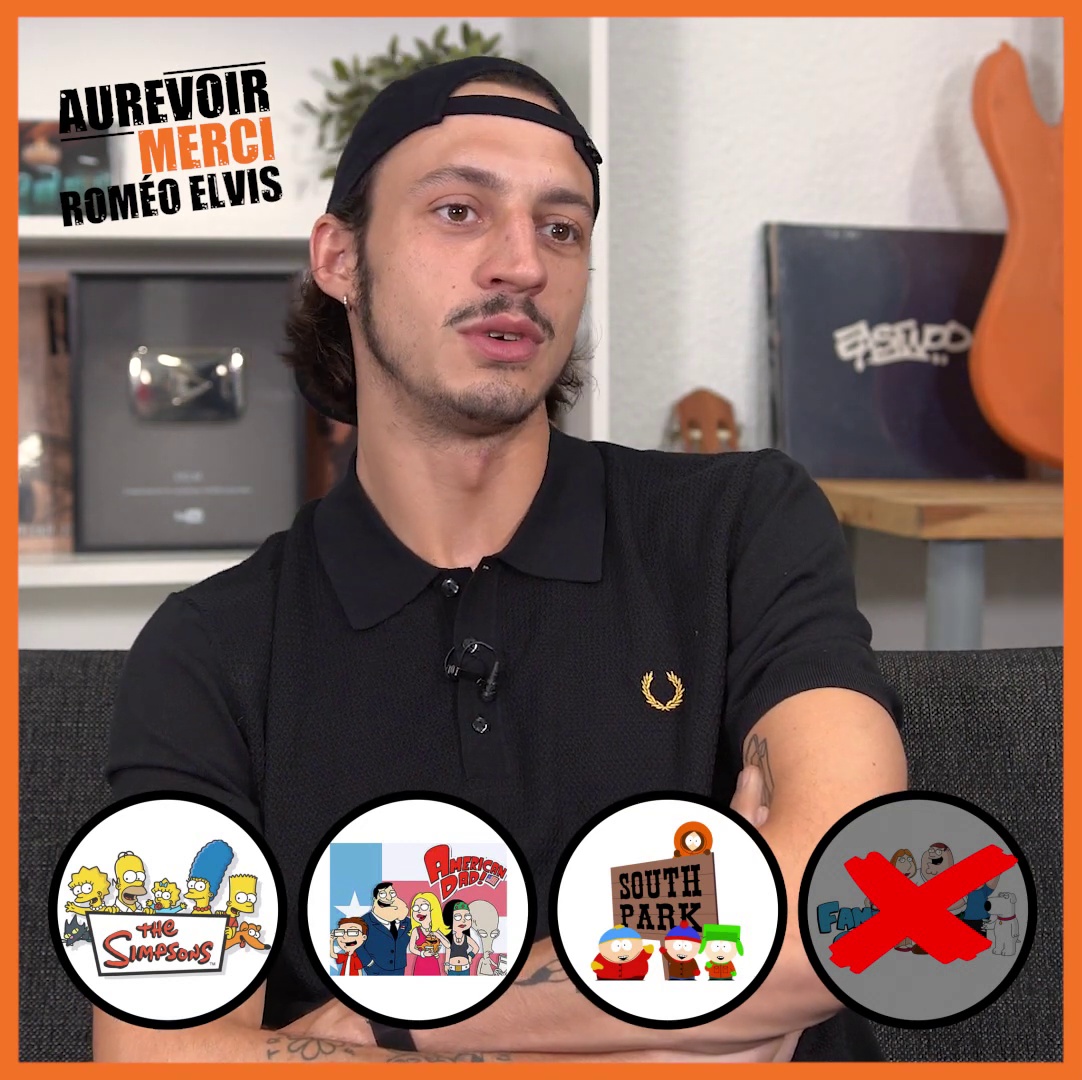 AUREVOIR
MERCI
ROMÉO ELVIS
THE
SIMPSONS
AMERICAN
DAD!
SOUTH
PARK